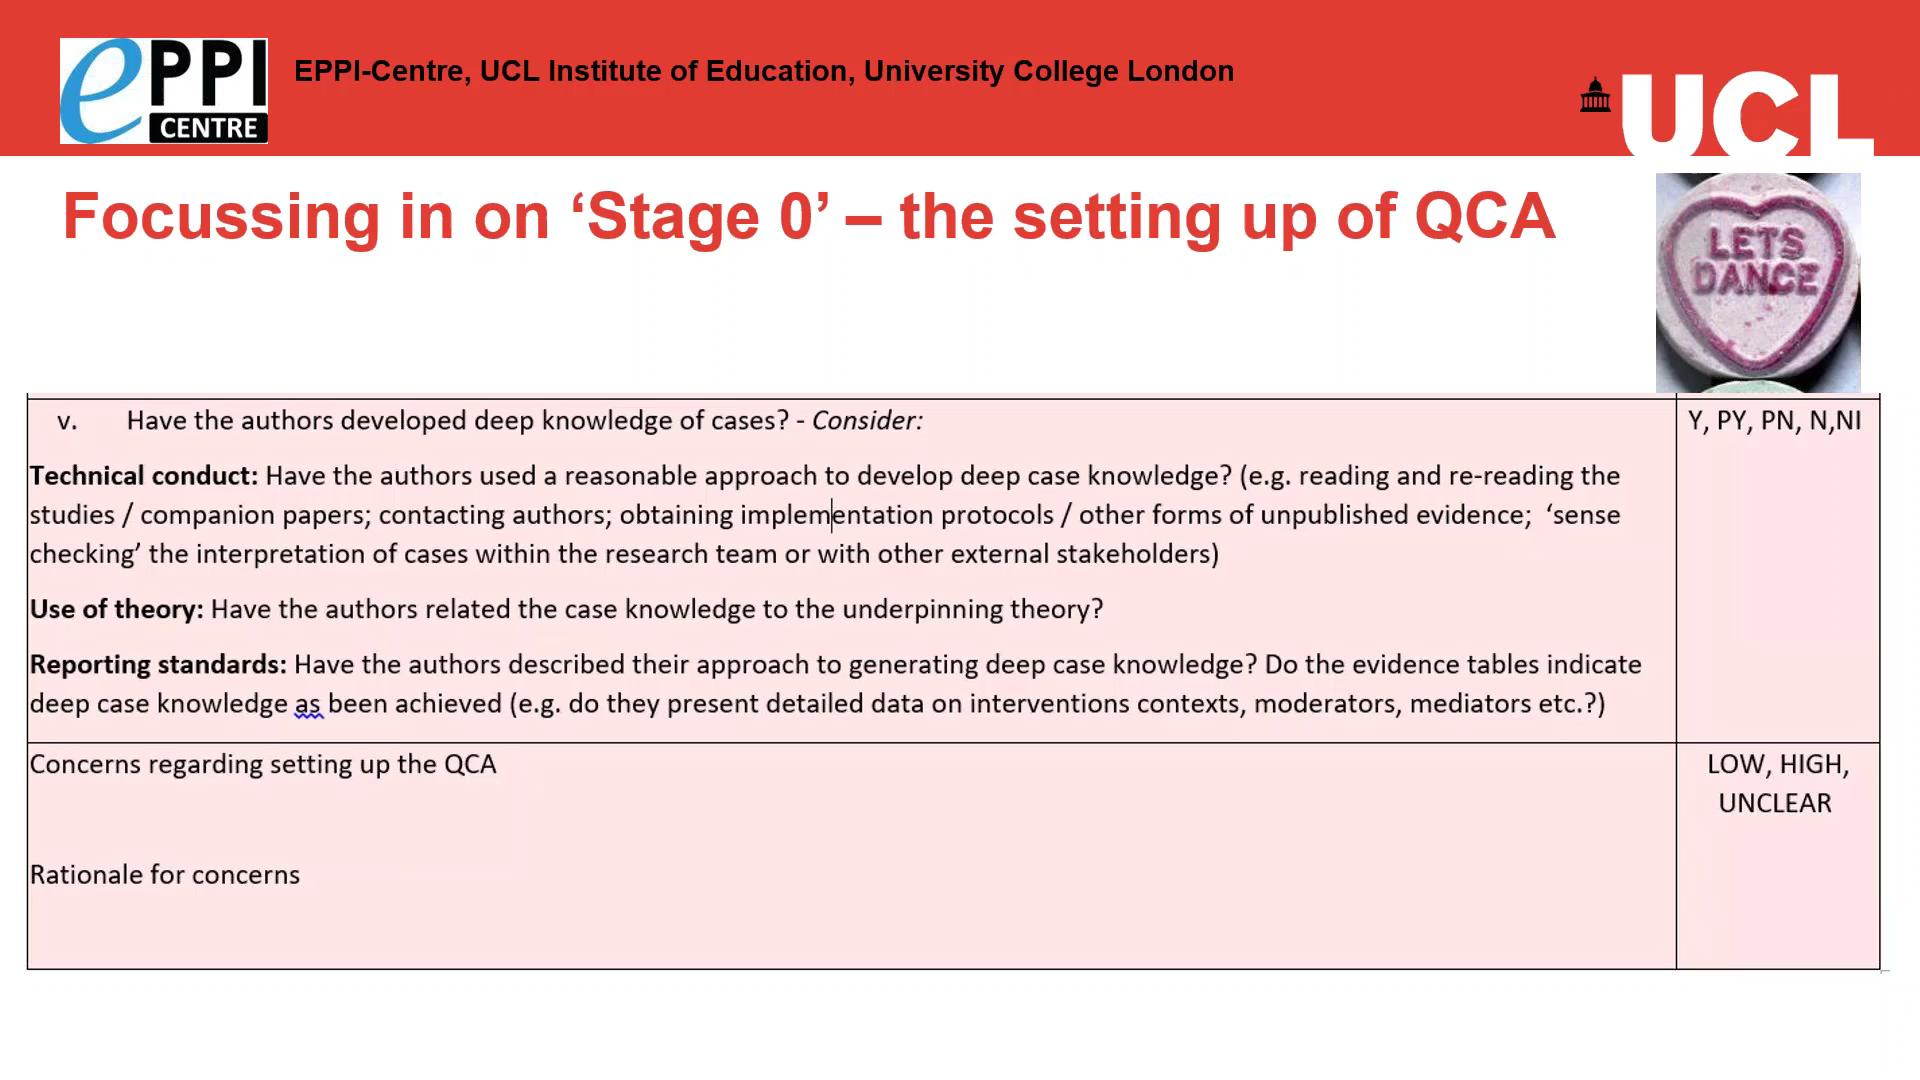 ePPI
CENTRE
EPPI-Centre, UCL Institute of Education, University College London
UCL
Focussing in on ‘Stage 0’ – the setting up of QCA
LETS
DANCE
v. Have the authors developed deep knowledge of cases? - Consider:
Y, PY, PN, N,NI
Technical conduct: Have the authors used a reasonable approach to develop deep case knowledge? (e.g. reading and re-reading the
studies / companion papers; contacting authors; obtaining implementation protocols / other forms of unpublished evidence; ‘sense
checking’ the interpretation of cases within the research team or with other external stakeholders)
Use of theory: Have the authors related the case knowledge to the underpinning theory?
Reporting standards: Have the authors described their approach to generating deep case knowledge? Do the evidence tables indicate
deep case knowledge as been achieved (e.g. do they present detailed data on interventions contexts, moderators, mediators etc.?)
Concerns regarding setting up the QCA
LOW, HIGH,
UNCLEAR
Rationale for concerns